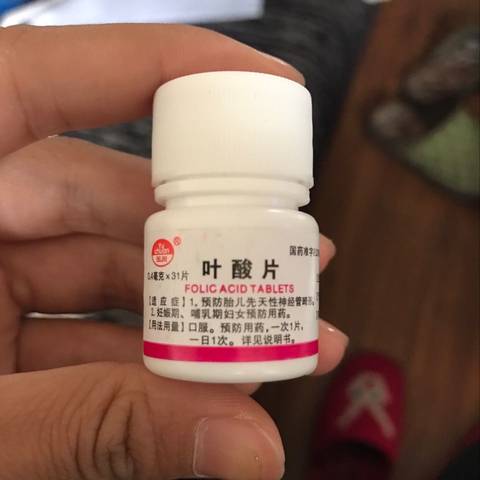 国药准字
叶酸片
0.4毫克×31片
FOLIC ACID TABLETS
【适应症】1. 预防胎儿先天性神经管畸形。
2. 妊娠期、哺乳期妇女预防用药。
【用法用量】口服。预防用药,一次1片,
一日1次。详见说明书。